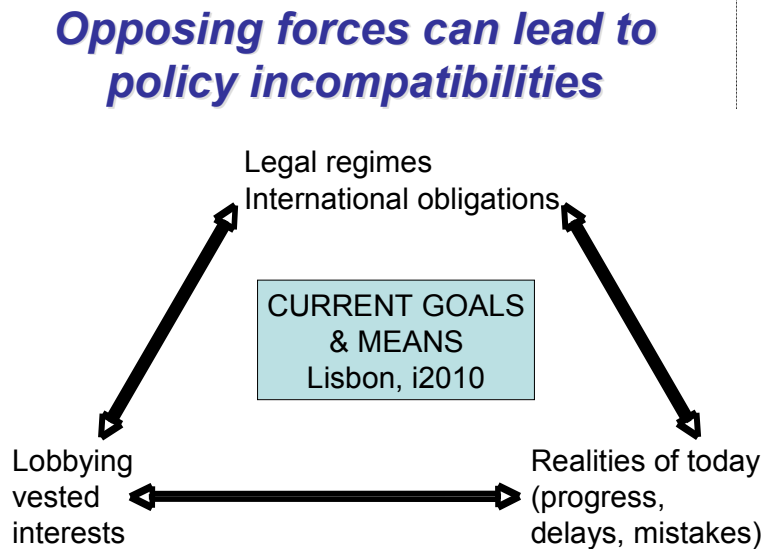 Opposing forces can lead to
policy incompatibilities
Legal regimes
International obligations
CURRENT GOALS
& MEANS
Lisbon, i2010
Lobbying
vested
interests
Realities of today
(progress,
delays, mistakes)